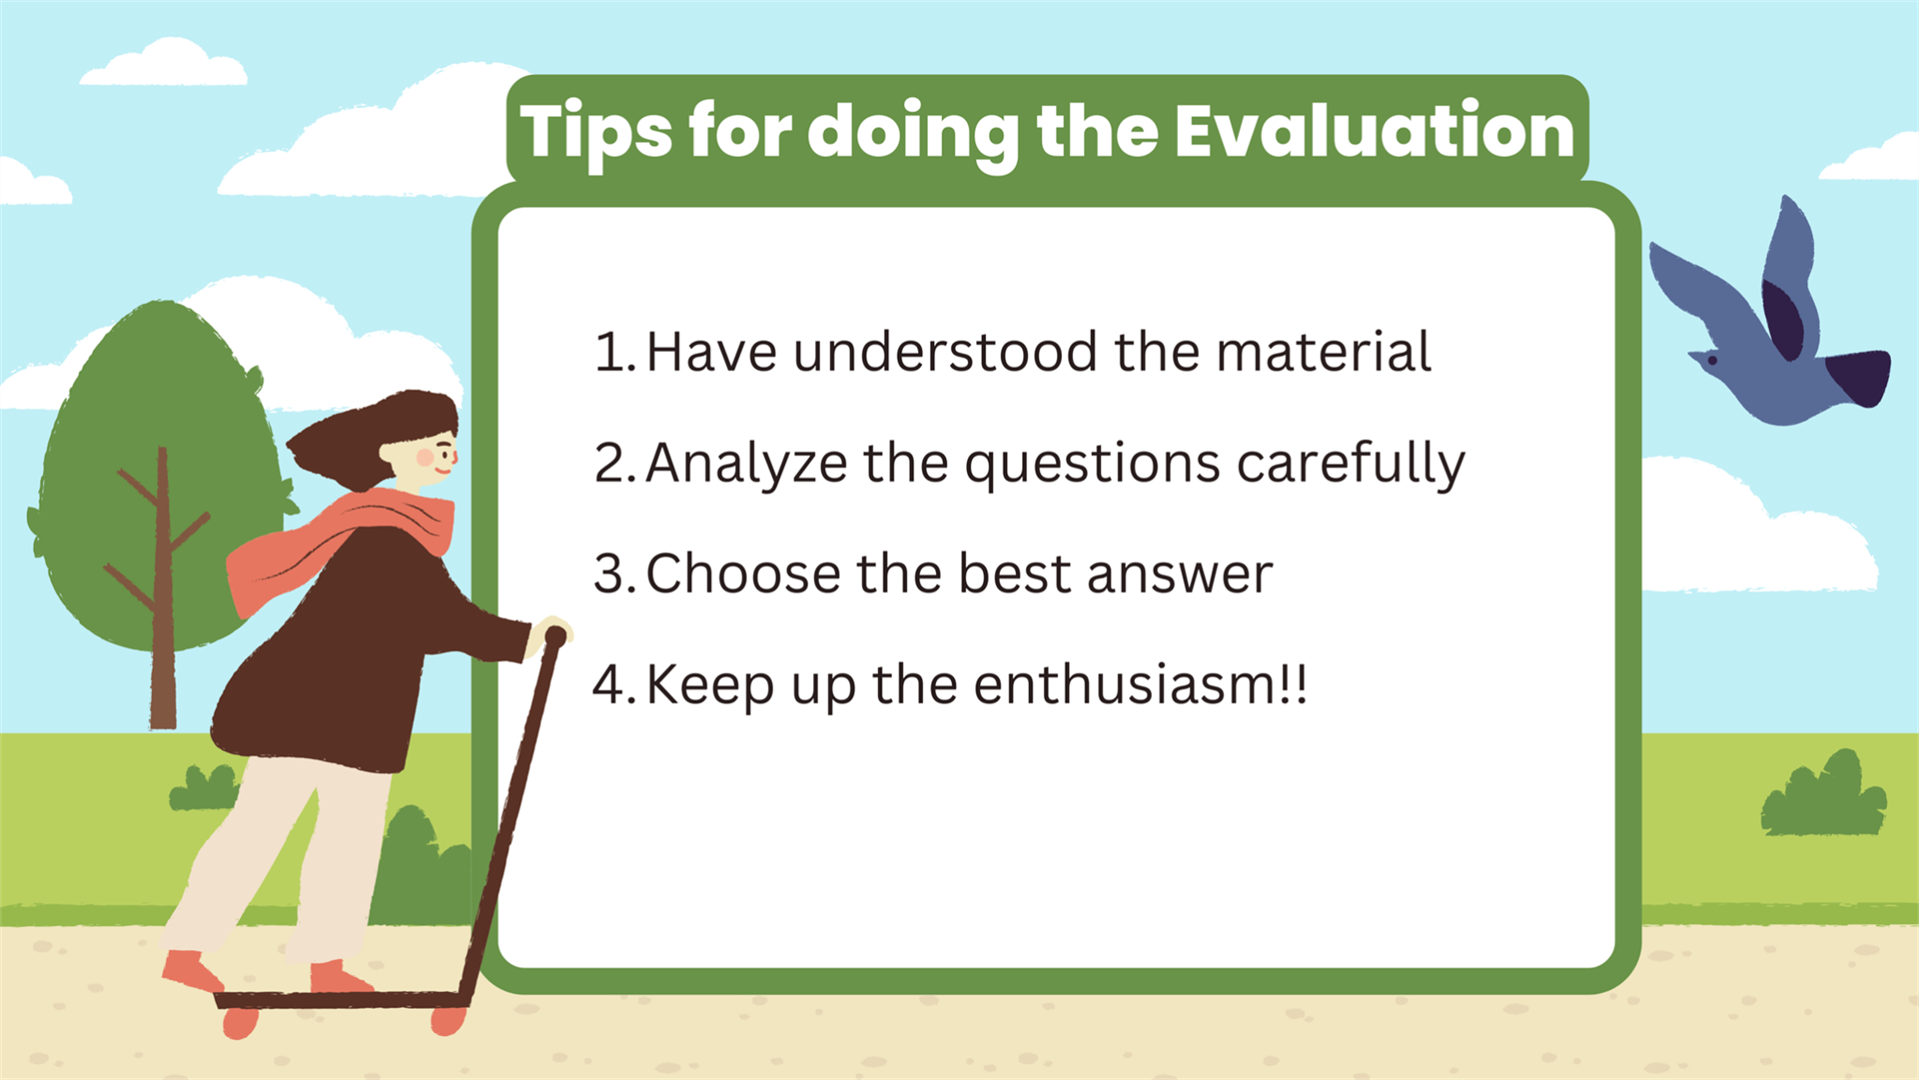 Tips for doing the Evaluation
1. Have understood the material
2. Analyze the questions carefully
3. Choose the best answer
4. Keep up the enthusiasm!!